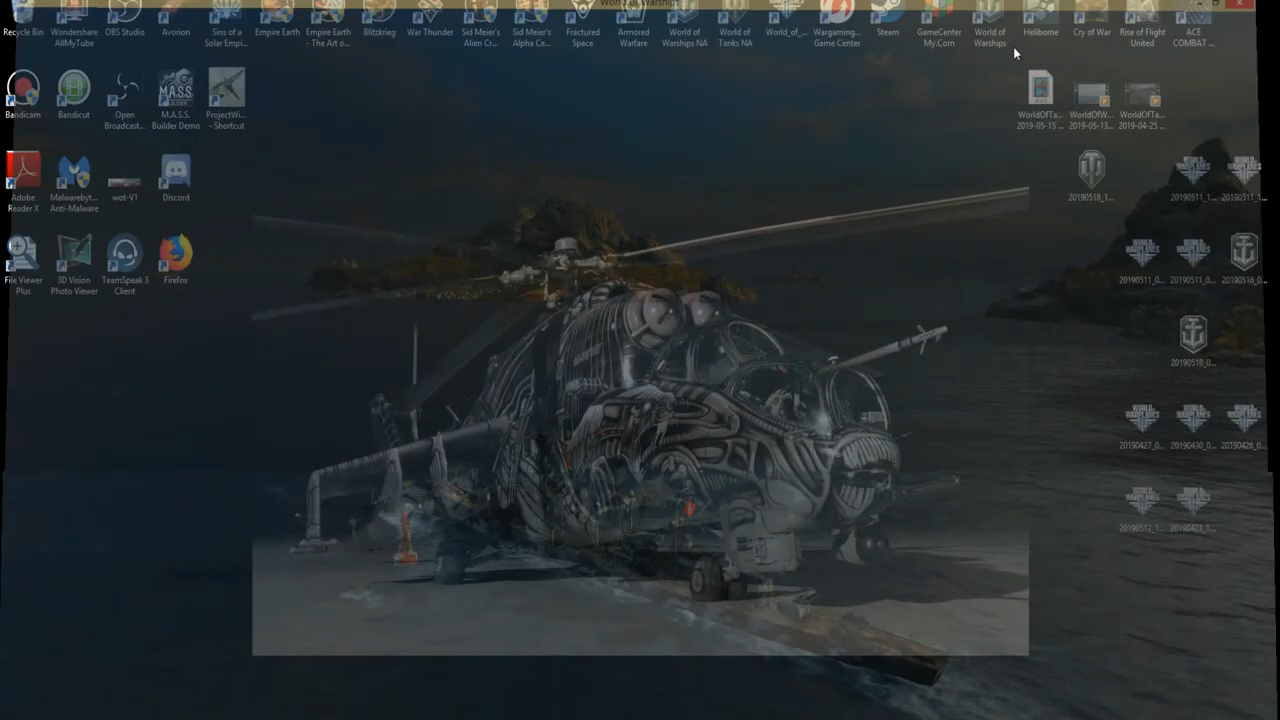 World of Warships
Recycle Bin
Wondershare
AllMyTube
OBS Studio
Avorion
Sins of a
Solar Empi...
Empire Earth
Empire Earth
- The Art o...
Blitzkrieg
War Thunder
Sid Meier's
Alien Cr...
Sid Meier's
Alpha Ce...
Fractured
Space
Armored
Warfare
World of
Warships NA
World of
Tanks NA
World_of_...
Wargaming...
Game Center
Steam
GameCenter
My.Com
World of
Warships
Heliborne
Cry of War
Rise of Flight
United
ACE
COMBAT ...
Bandicam
Bandicut
Open
Broadcast...
M.A.S.S.
Builder Demo
ProjectWi...
- Shortcut
WorldOfTa...
2019-05-15 ...
WorldOfW...
2019-05-13...
WorldOfTa...
2019-04-25 ...
Adobe
Reader X
Malwarebyt...
Anti-Malware
wot-V1
Discord
20190518_1...
20190511_1...
20190511_1...
File Viewer
Plus
3D Vision
Photo Viewer
TeamSpeak 3
Client
Firefox
20190511_0...
20190511_0...
20190516_0...
20190518_0...
20190427_0...
20190430_0...
20190426_0...
20190512_1...
20190423_1...